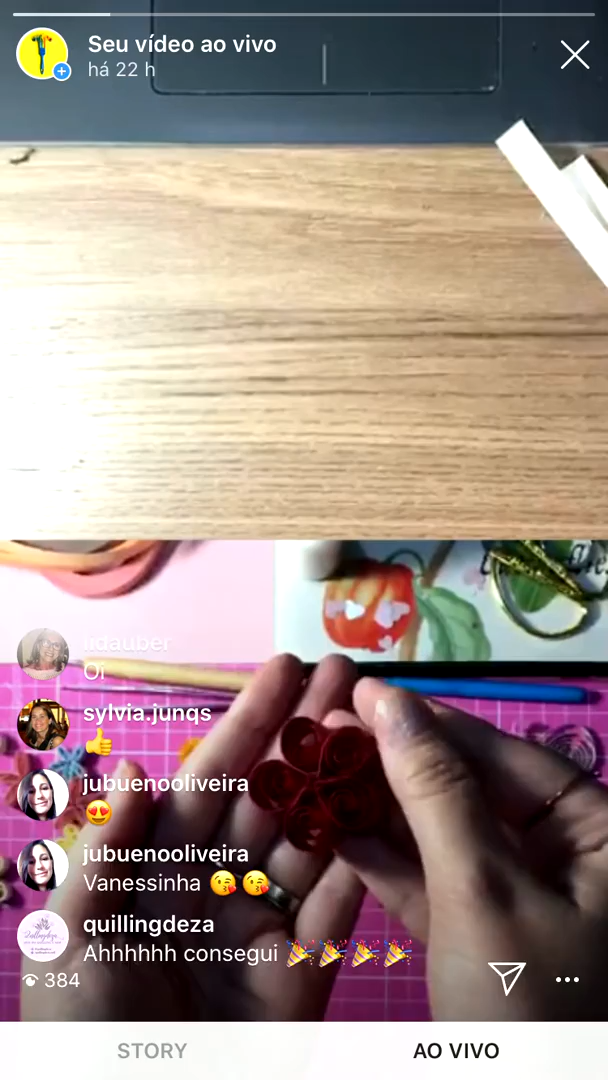 Seu vídeo ao vivo
há 22 h
lidauber
Oi
sylvia.junqs
👍
jubuenooliveira
😍
jubuenooliveira
Vanessinha 😘😘
quillingdeza
Ahhhhhh consegui 🎉🎉🎉🎉
384
STORY
AO VIVO